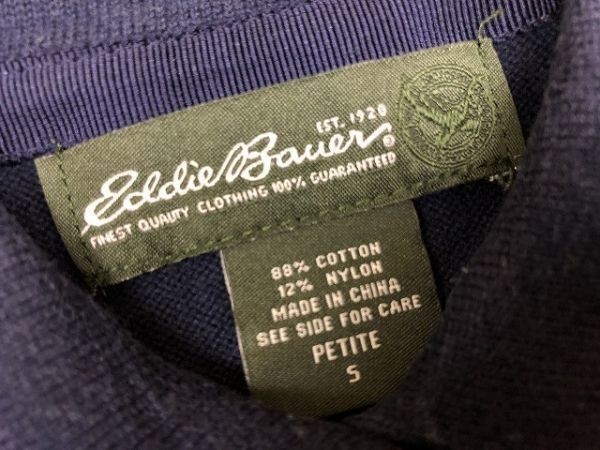 EST. 1920
Eddie Bauer®
FINEST QUALITY CLOTHING 100% GUARANTEED
88% COTTON
12% NYLON
MADE IN CHINA
SEE SIDE FOR CARE
PETITE
S